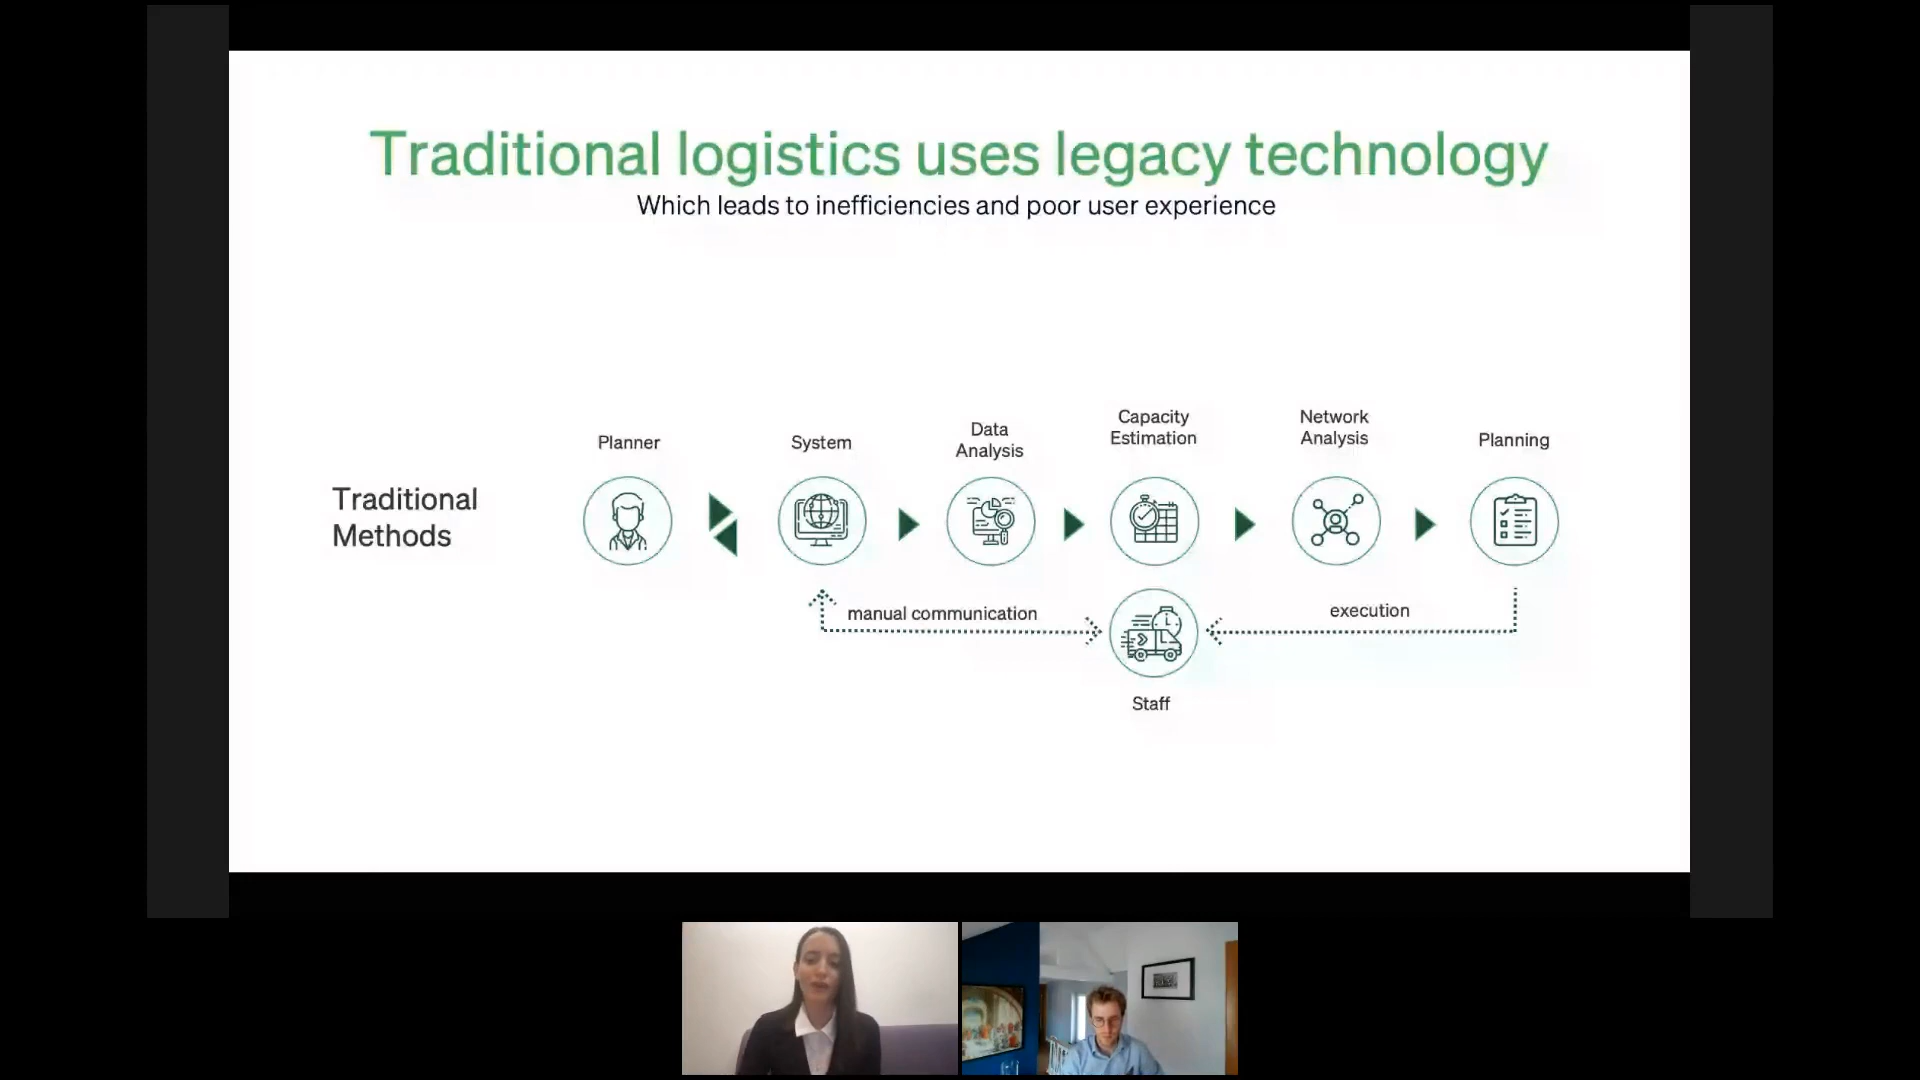 Traditional logistics uses legacy technology
Which leads to inefficiencies and poor user experience
Traditional
Methods
Planner
System
Data
Analysis
Capacity
Estimation
Network
Analysis
Planning
manual communication
execution
Staff